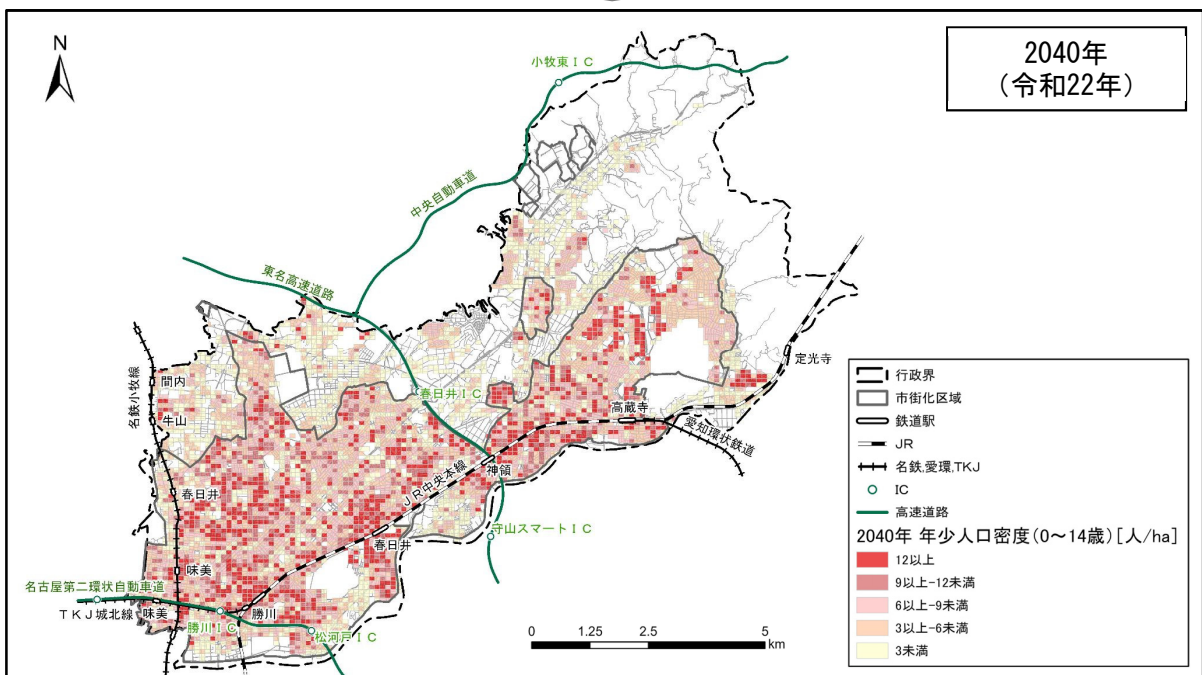 2040年
(令和22年)
N
小牧東IC
中央自動車道
東名高速道路
名鉄小牧線
間内
牛山
春日井IC
定光寺
高蔵寺
愛知環状鉄道
神領
JR中央本線
春日井
守山スマートIC
春日井
味美
名古屋第二環状自動車道
TKJ城北線
味美
勝川
勝川IC
松河戸IC
0 1.25 2.5 5
km
行政界
市街化区域
鉄道駅
JR
名鉄,愛環,TKJ
IC
高速道路
2040年 年少人口密度(0~14歳)[人/ha]
12以上
9以上-12未満
6以上-9未満
3以上-6未満
3未満